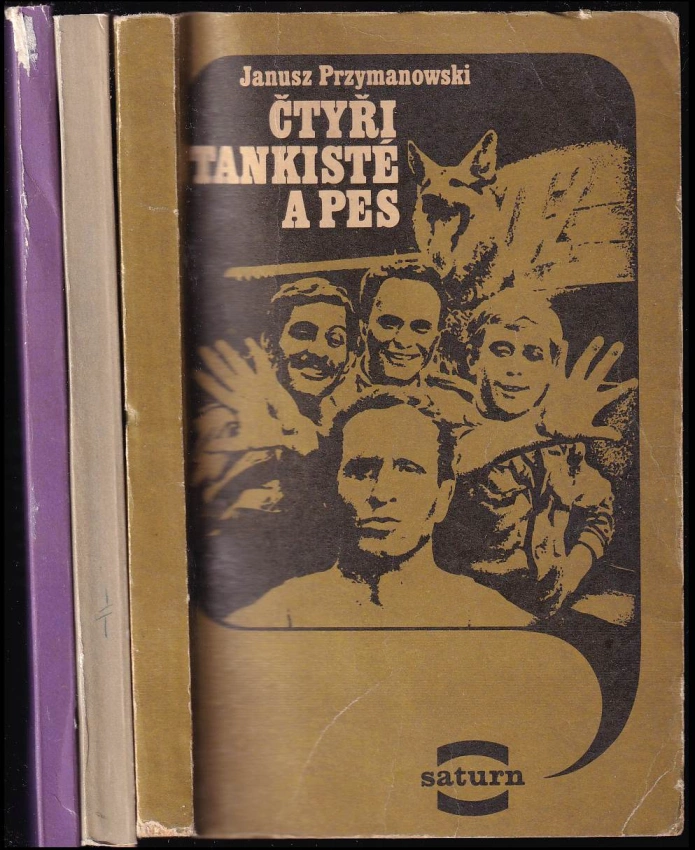 Janusz Przymanowski
ČTYŘI
TANKISTÉ
A PES
saturn